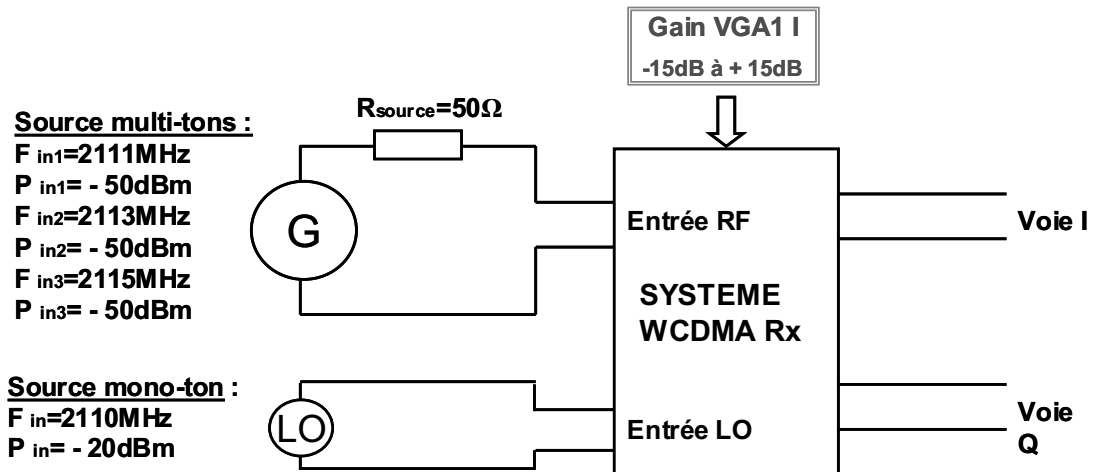 Gain VGA1 I
-15dB à + 15dB
Rsource=50Ω
Source multi-tons :
F in1=2111MHz
P in1= - 50dBm
F in2=2113MHz
P in2= - 50dBm
F in3=2115MHz
P in3= - 50dBm
G
Entrée RF
Voie I
SYSTEME
WCDMA Rx
Source mono-ton :
F in=2110MHz
P in= - 20dBm
LO
Entrée LO
Voie
Q